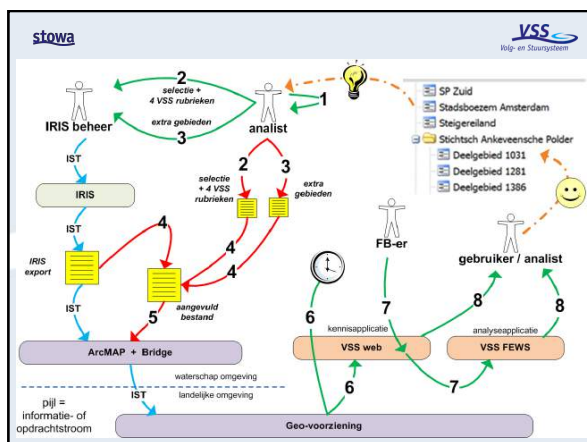 stowa
VSS
Volg- en Stuursysteem
2
selectie +
4 VSS rubrieken
1
extra gebieden
3
IRIS beheer
analist
SP Zuid
Stadsboezem Amsterdam
Steigereiland
Stichtsch Ankeveensche Polder
Deelgebied 1031
Deelgebied 1281
Deelgebied 1386
IST
IRIS
2
3
selectie +
4 VSS
rubrieken
extra
gebieden
IST
4
IRIS
export
4
4
FB-er
gebruiker / analist
IST
5
aangevuld
bestand
6
7
8
8
kennisapplicatie
analyseapplicatie
ArcMAP + Bridge
VSS web
VSS FEWS
6
7
waterschap omgeving
IST
landelijke omgeving
pijl =
informatie- of
opdrachtstroom
Geo-voorziening